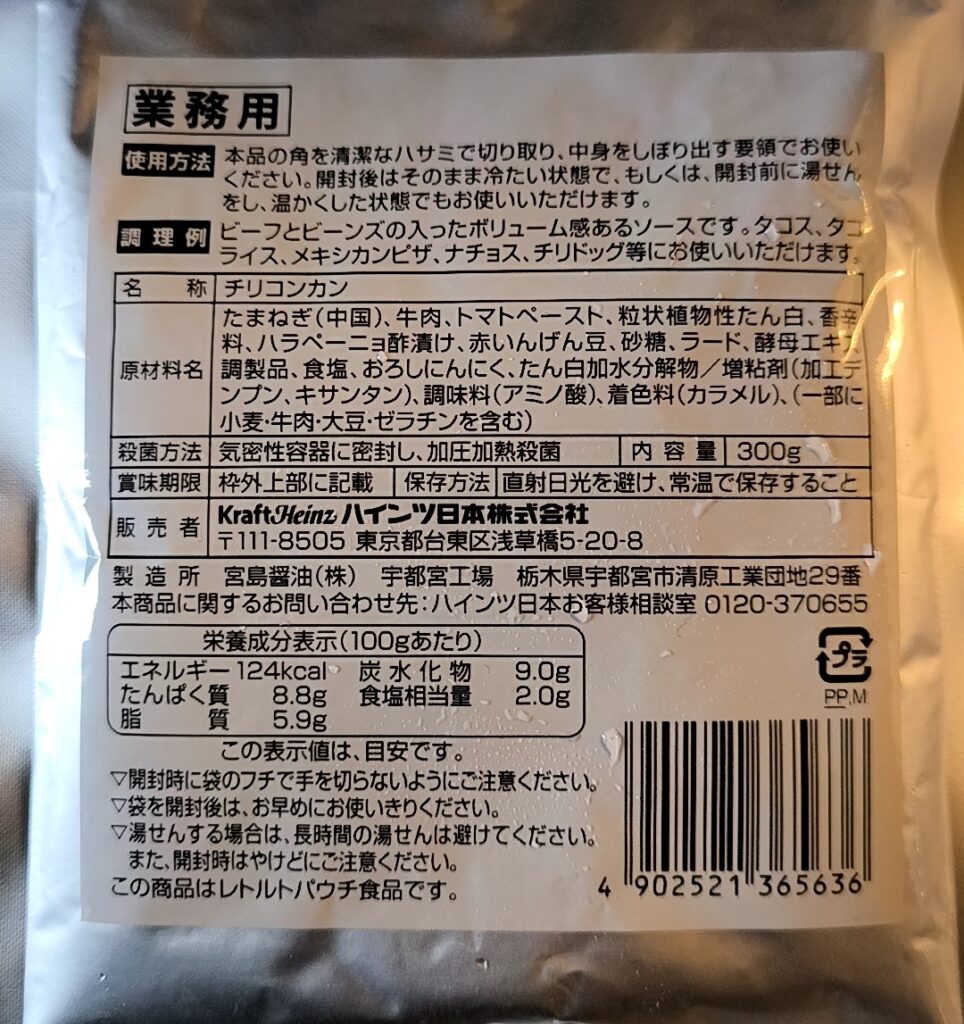 業務用
使用方法 本品の角を清潔なハサミで切り取り、中身をしぼり出す要領でお使い
ください。開封後はそのまま冷たい状態で、もしくは、開封前に湯せん
をし、温かくした状態でもお使いいただけます。
調理例 ビーフとビーンズの入ったボリューム感あるソースです。タコス、タコ
ライス、メキシカンピザ、ナチョス、チリドッグ等にお使いいただけます。
名称 チリコンカン
原材料名 たまねぎ(中国)、牛肉、トマトペースト、粒状植物性たん白、香辛
料、ハラペーニョ酢漬け、赤いんげん豆、砂糖、ラード、酵母エキス
調製品、食塩、おろしにんにく、たん白加水分解物/増粘剤(加工デ
ンプン、キサンタン)、調味料(アミノ酸)、着色料(カラメル)、(一部に
小麦・牛肉・大豆・ゼラチンを含む)
殺菌方法 気密性容器に密封し、加圧加熱殺菌 内容量 300g
賞味期限 枠外上部に記載 保存方法 直射日光を避け、常温で保存すること
販売者 KraftHeinz ハインツ日本株式会社
〒111-8505 東京都台東区浅草橋5-20-8
製造所 宮島醤油(株) 宇都宮工場 栃木県宇都宮市清原工業団地29番
本商品に関するお問い合わせ先:ハインツ日本お客様相談室 0120-370655
栄養成分表示(100gあたり)
エネルギー 124kcal 炭水化物 9.0g
たんぱく質 8.8g 食塩相当量 2.0g
脂質 5.9g
この表示値は、目安です。
プラ
PP,M
▽開封時に袋のフチで手を切らないようにご注意ください。
▽袋を開封後は、お早めにお使いきりください。
▽湯せんする場合は、長時間の湯せんは避けてください。
また、開封時はやけどにご注意ください。
この商品はレトルトパウチ食品です。
4 902521 365636